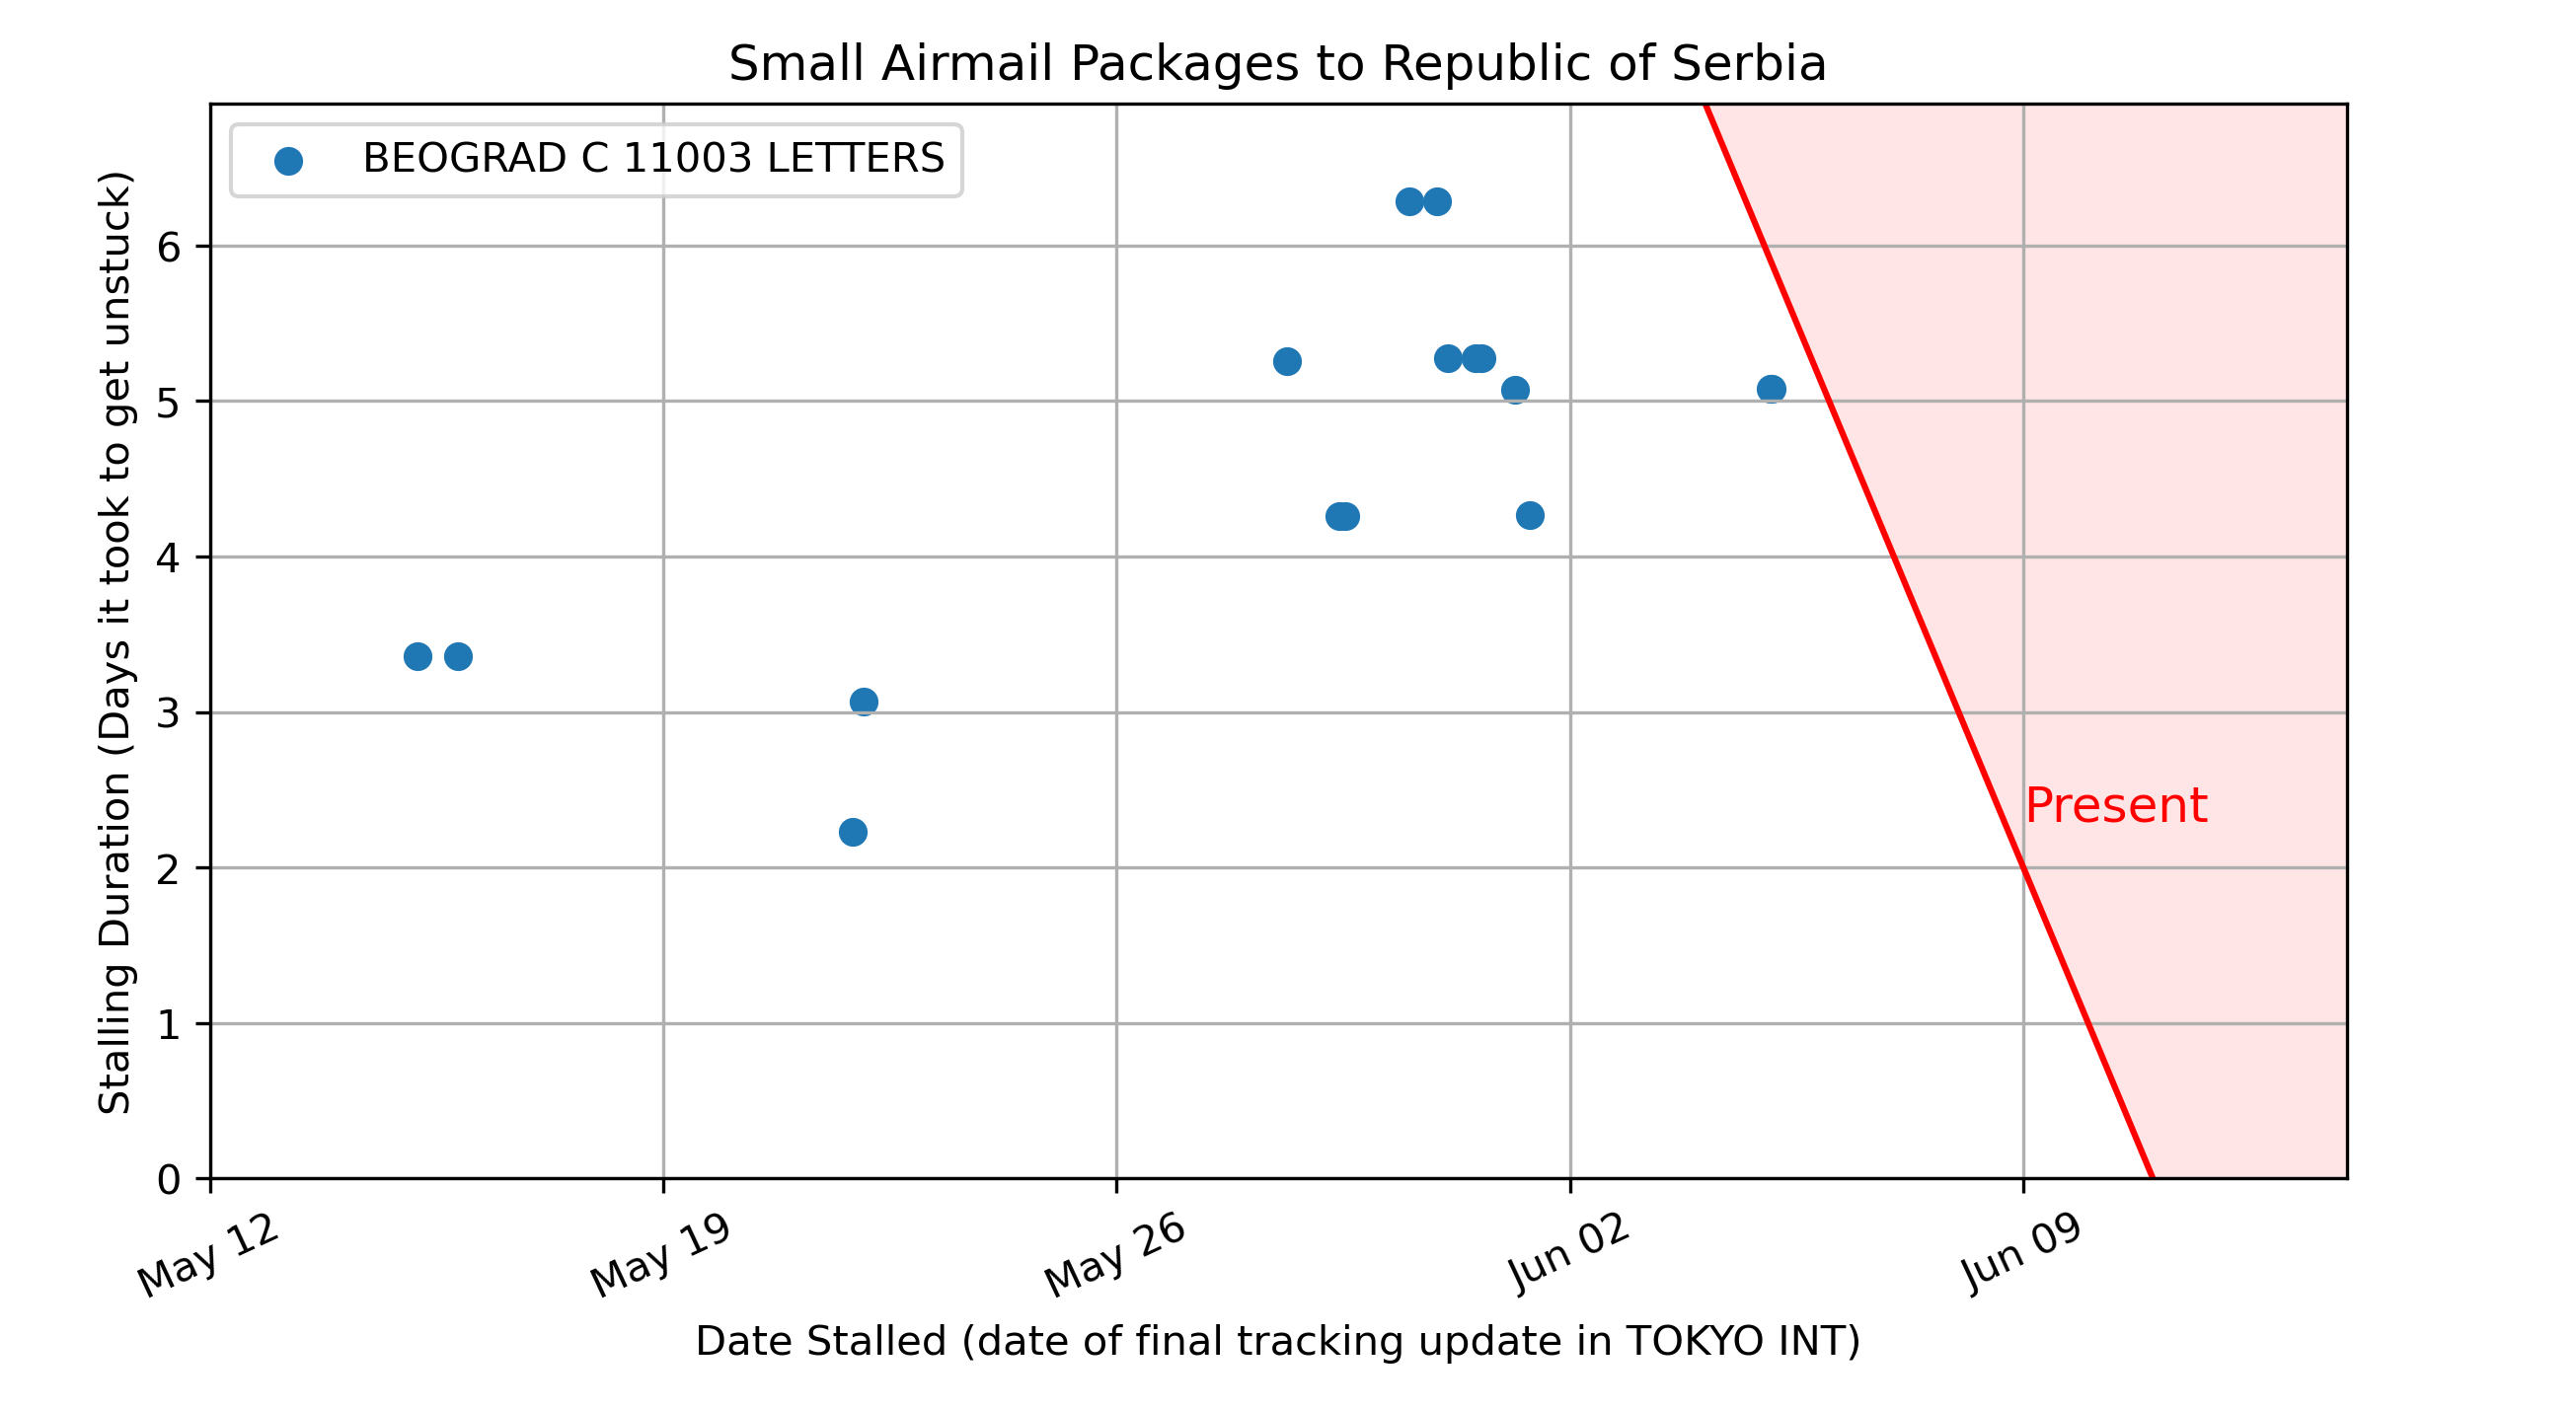 Small Airmail Packages to Republic of Serbia
BEOGRAD C 11003 LETTERS
Stalling Duration (Days it took to get unstuck)
6
5
4
3
2
1
0
Present
May 12
May 19
May 26
Jun 02
Jun 09
Date Stalled (date of final tracking update in TOKYO INT)